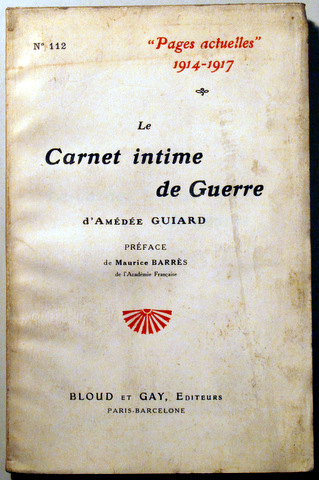 N° 112
"Pages actuelles"
1914-1917
Le
Carnet intime
de Guerre
d'AMÉDÉE GUIARD
PRÉFACE
de Maurice BARRÈS
de l'Académie Française
BLOUD ET GAY, EDITEURS
PARIS-BARCELONE